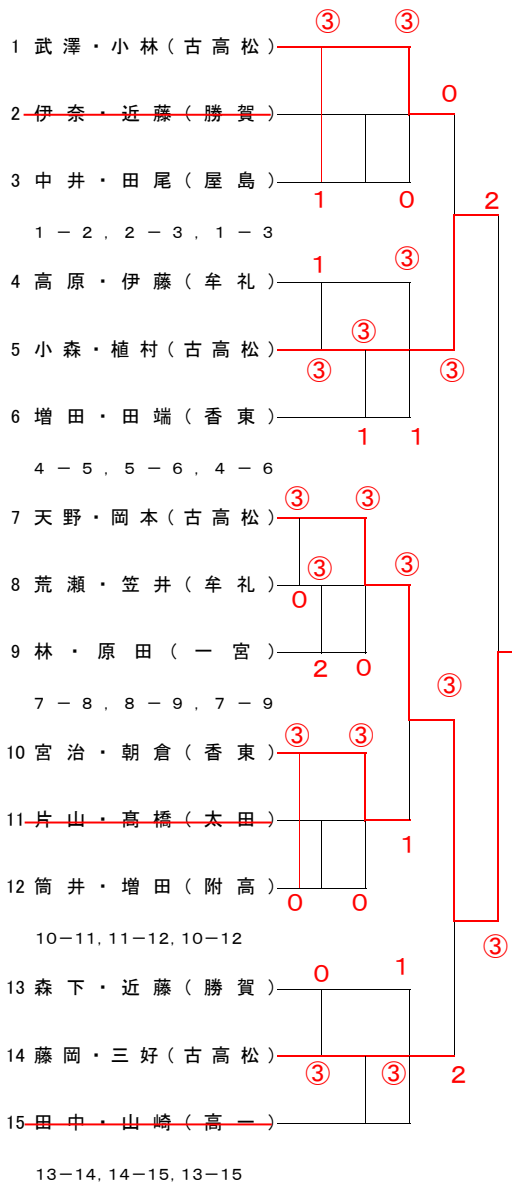 ③ ③
1 武澤・小林(古高松)
0
2 伊奈・近藤(勝賀)
3 中井・田尾(屋島)
1 0 2
1-2,2-3,1-3
1 ③
4 高原・伊藤(牟礼)
③
5 小森・植村(古高松)
③ ③
6 増田・田端(香東)
1 1
4-5,5-6,4-6
③ ③
7 天野・岡本(古高松)
③ ③
8 荒瀬・笠井(牟礼)
0
9 林・原田(一宮)
2 0
③
7-8,8-9,7-9
③ ③
10 宮治・朝倉(香東)
11 片山・髙橋(太田)
1
12 筒井・増田(附高)
0 0
10-11,11-12,10-12
③
0 1
13 森下・近藤(勝賀)
14 藤岡・三好(古高松)
③ ③ 2
15 田中・山崎(高一)
13-14,14-15,13-15